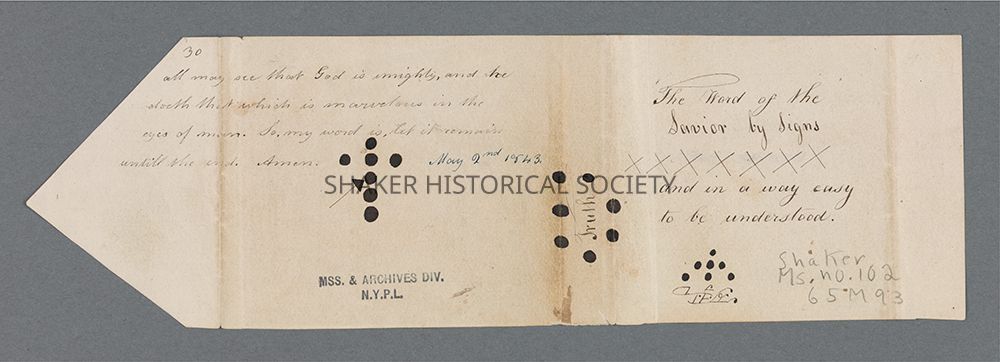 30
all may see that God is mighty, and he
doeth that which is marvelous in the
eyes of man. So, my word is, let it remain
untill the end. Amen.
May 2nd 1843.
SHAKER HISTORICAL SOCIETY
MSS. & ARCHIVES DIV.
N.Y.P.L.
Truth
The Word of the
Savior by Signs
X X X X X X X
and in a way easy
to be understood.
Shaker
Ms. no. 102
65M93